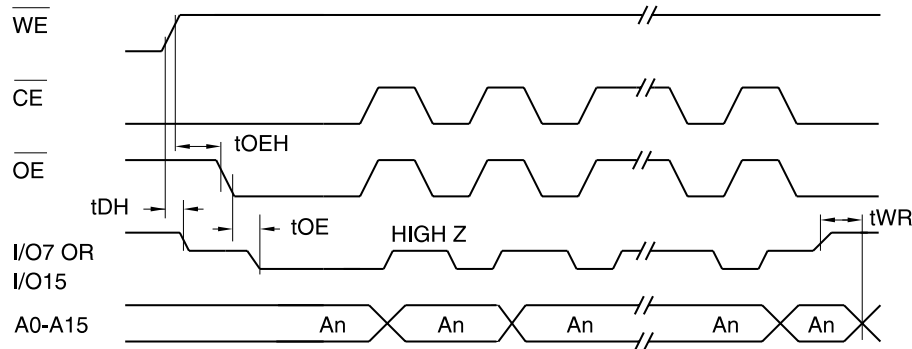 WE
CE
tOEH
OE
tDH
tOE
tWR
HIGH Z
I/O7 OR
I/O15
A0-A15 An An An An An